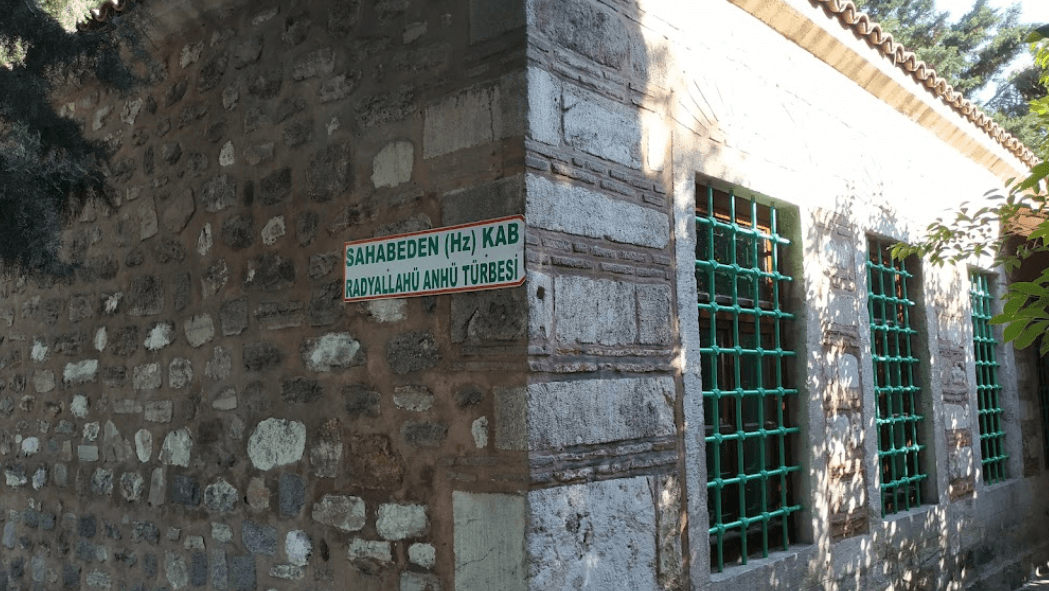 SAHABEDEN (Hz) KAB
RADYALLAHÜ ANHÜ TÜRBESİ